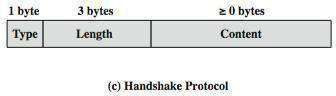 1 byte 3 bytes ≥ 0 bytes
Type Length Content
(c) Handshake Protocol